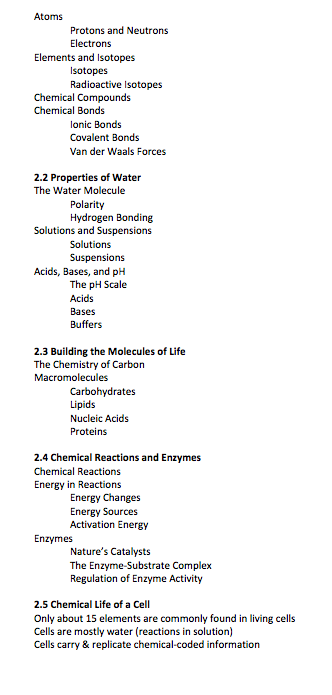 Atoms
Protons and Neutrons
Electrons
Elements and Isotopes
Isotopes
Radioactive Isotopes
Chemical Compounds
Chemical Bonds
Ionic Bonds
Covalent Bonds
Van der Waals Forces
2.2 Properties of Water
The Water Molecule
Polarity
Hydrogen Bonding
Solutions and Suspensions
Solutions
Suspensions
Acids, Bases, and pH
The pH Scale
Acids
Bases
Buffers
2.3 Building the Molecules of Life
The Chemistry of Carbon
Macromolecules
Carbohydrates
Lipids
Nucleic Acids
Proteins
2.4 Chemical Reactions and Enzymes
Chemical Reactions
Energy in Reactions
Energy Changes
Energy Sources
Activation Energy
Enzymes
Nature's Catalysts
The Enzyme-Substrate Complex
Regulation of Enzyme Activity
2.5 Chemical Life of a Cell
Only about 15 elements are commonly found in living cells
Cells are mostly water (reactions in solution)
Cells carry & replicate chemical-coded information